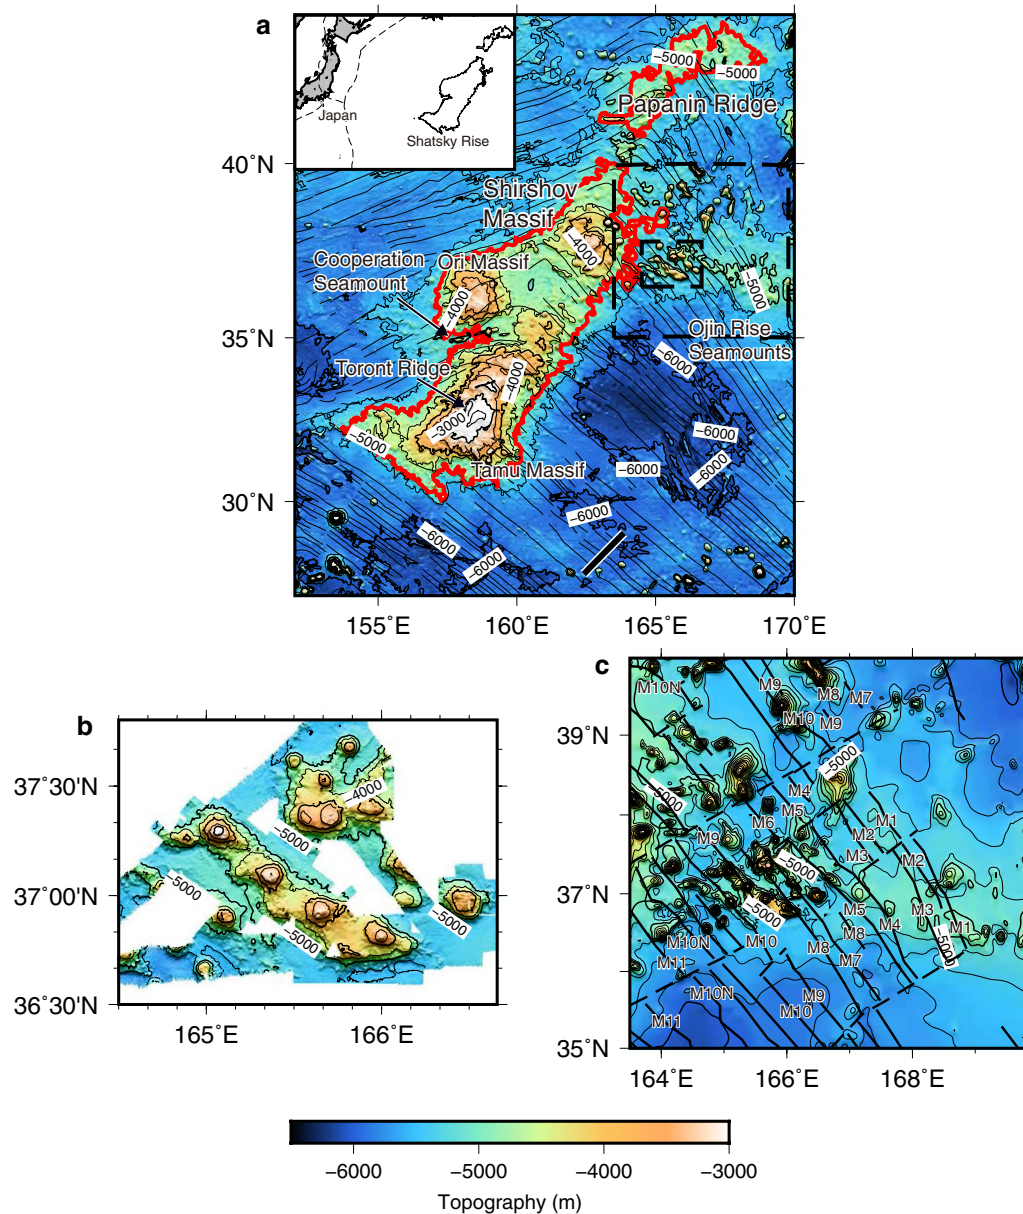 a
Japan
Shatsky Rise
−5000
−5000
Papanin Ridge
Shirshov
Massif
−4000
Cooperation
Seamount
Ori Massif
−4000
−5000
Ojin Rise
Seamounts
Toront Ridge
−4000
−6000
−3000
−5000
−6000
−6000
Tamu Massif
−6000
−6000
−6000
−6000
40˚N
35˚N
30˚N
155˚E
160˚E
165˚E
170˚E
b
−4000
−5000
−5000
−5000
−5000
37˚30'N
37˚00'N
36˚30'N
165˚E
166˚E
c
M10N
M9
M8
M7
M10
M9
−5000
−5000
M4
M5
M6
M1
M2
M9
M3
M2
−5000
−5000
M5
M3
M4
M1
M8
M10N
M10
M8
M7
−5000
M11
M10N
M9
M10
M11
39˚N
37˚N
35˚N
164˚E
166˚E
168˚E
−6000
−5000
−4000
−3000
Topography (m)